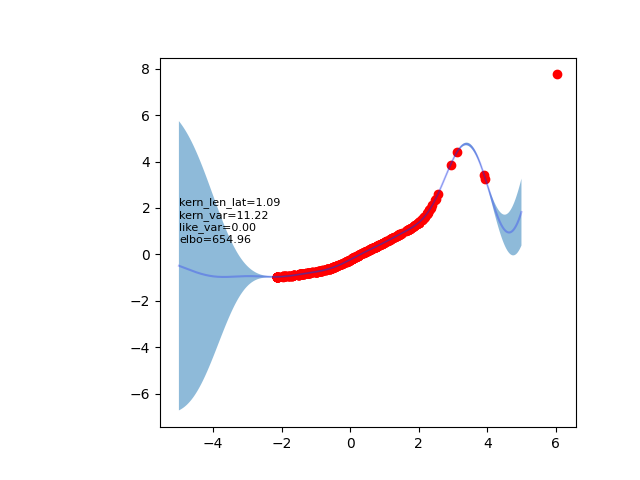 8
6
4
2
0
−2
−4
−6
kern_len_lat=1.09
kern_var=11.22
like_var=0.00
elbo=654.96
−4 −2 0 2 4 6